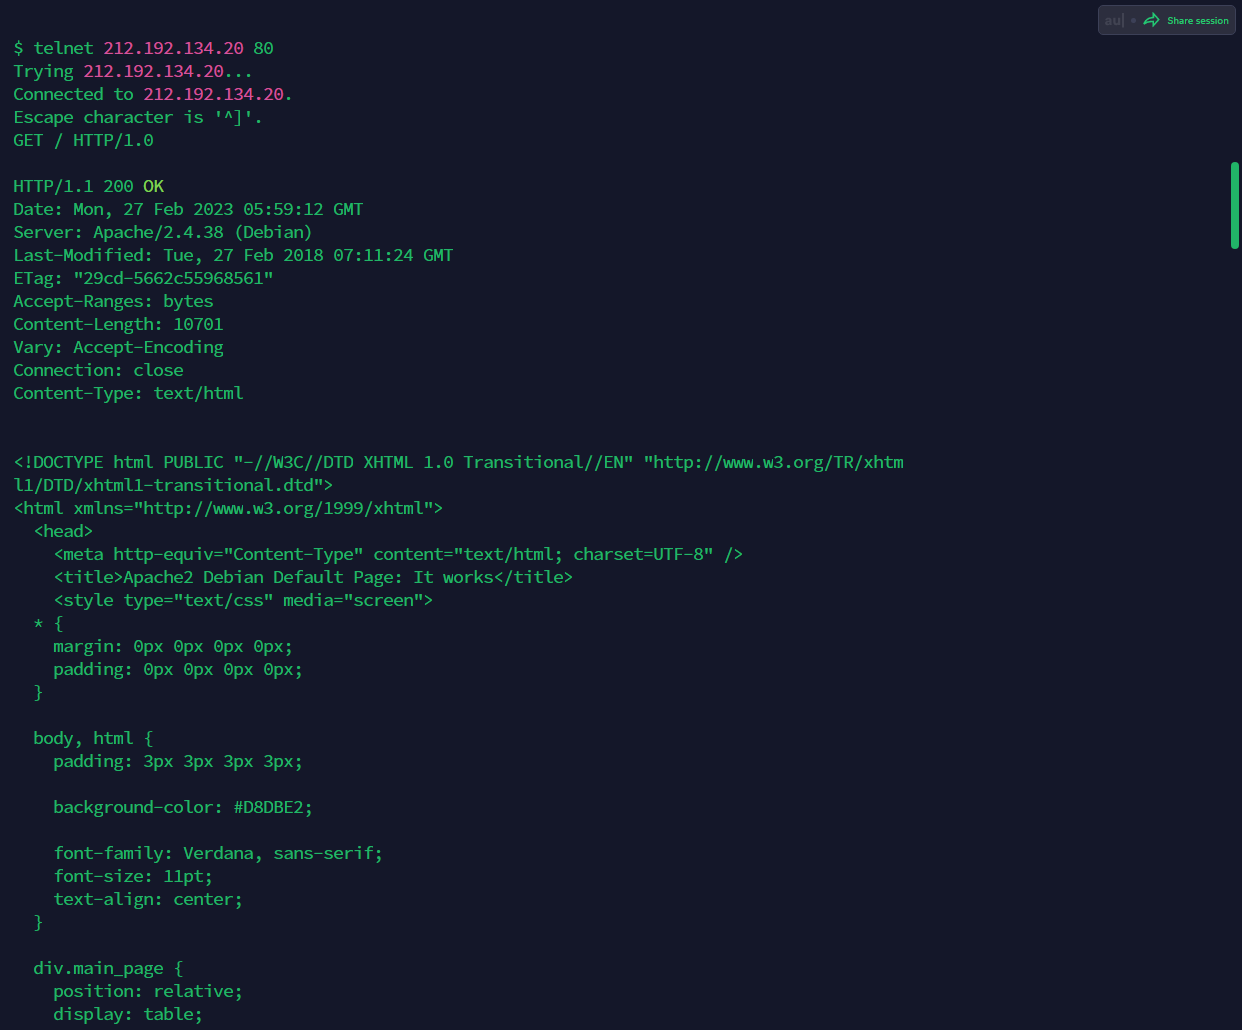 au
Share session
$ telnet 212.192.134.20 80
Trying 212.192.134.20...
Connected to 212.192.134.20.
Escape character is '^]'.
GET / HTTP/1.0
HTTP/1.1 200 OK
Date: Mon, 27 Feb 2023 05:59:12 GMT
Server: Apache/2.4.38 (Debian)
Last-Modified: Tue, 27 Feb 2018 07:11:24 GMT
ETag: "29cd-5662c55968561"
Accept-Ranges: bytes
Content-Length: 10701
Vary: Accept-Encoding
Connection: close
Content-Type: text/html
<!DOCTYPE html PUBLIC "-//W3C//DTD XHTML 1.0 Transitional//EN" "http://www.w3.org/TR/xhtm
l1/DTD/xhtml1-transitional.dtd">
<html xmlns="http://www.w3.org/1999/xhtml">
  <head>
    <meta http-equiv="Content-Type" content="text/html; charset=UTF-8" />
    <title>Apache2 Debian Default Page: It works</title>
    <style type="text/css" media="screen">
  * {
    margin: 0px 0px 0px 0px;
    padding: 0px 0px 0px 0px;
  }
  body, html {
    padding: 3px 3px 3px 3px;
    background-color: #D8DBE2;
    font-family: Verdana, sans-serif;
    font-size: 11pt;
    text-align: center;
  }
  div.main_page {
    position: relative;
    display: table;